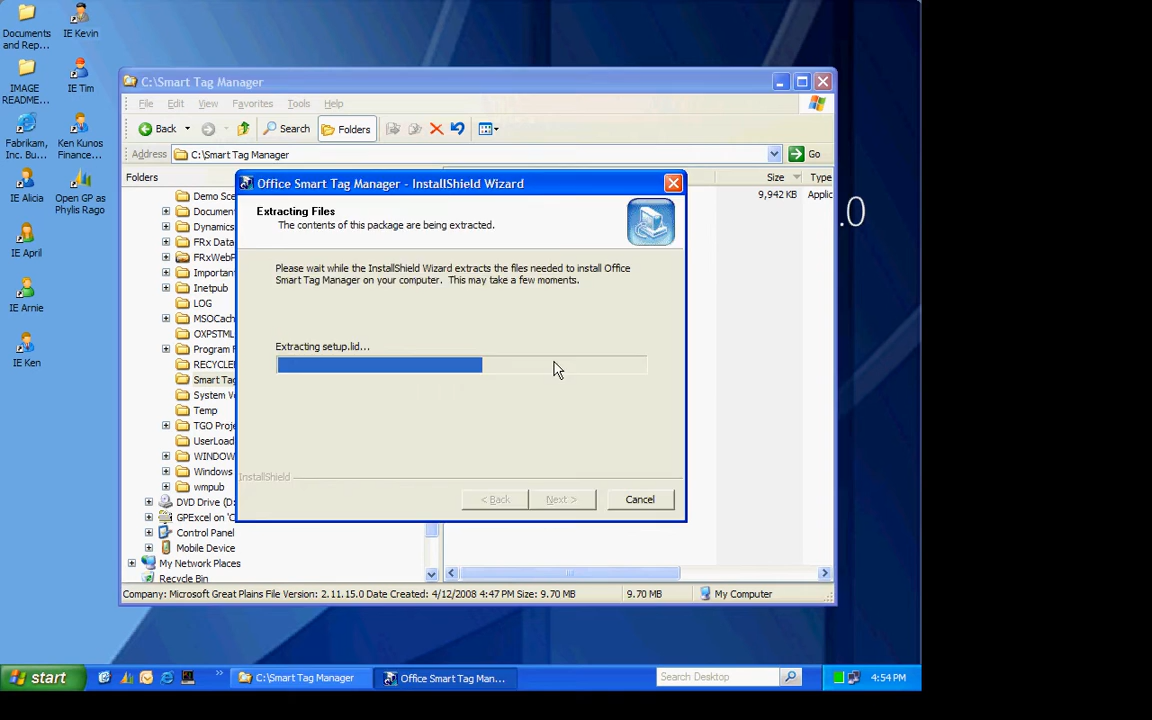 Documents
and Rep...
IE Kevin
IMAGE
README...
IE Tim
Fabrikam,
Inc. Bu...
Ken Kunos
Finance...
IE Alicia
Open GP as
Phylis Rago
IE April
IE Arnie
IE Ken
.0
C:\Smart Tag Manager
File Edit View Favorites Tools Help
Back Search Folders
Address C:\Smart Tag Manager Go
Folders Size Type
9,942 KB Applic
Demo Sce
Document
Dynamics
FRx Data
FRxWebP
Important
Inetpub
LOG
MSOCach
OXPSTML
Program F
RECYCLER
Smart Tag
System V
Temp
TGO Proje
UserLoad
WINDOW
Windows
wmpub
DVD Drive (D:
GPExcel on 'C
Control Panel
Mobile Device
My Network Places
Recycle Bin
Office Smart Tag Manager - InstallShield Wizard
Extracting Files
The contents of this package are being extracted.
Please wait while the InstallShield Wizard extracts the files needed to install Office
Smart Tag Manager on your computer. This may take a few moments.
Extracting setup.lid...
InstallShield
< Back Next > Cancel
Company: Microsoft Great Plains File Version: 2.11.15.0 Date Created: 4/12/2008 4:47 PM Size: 9.70 MB 9.70 MB My Computer
start » C:\Smart Tag Manager Office Smart Tag Man... Search Desktop 4:54 PM